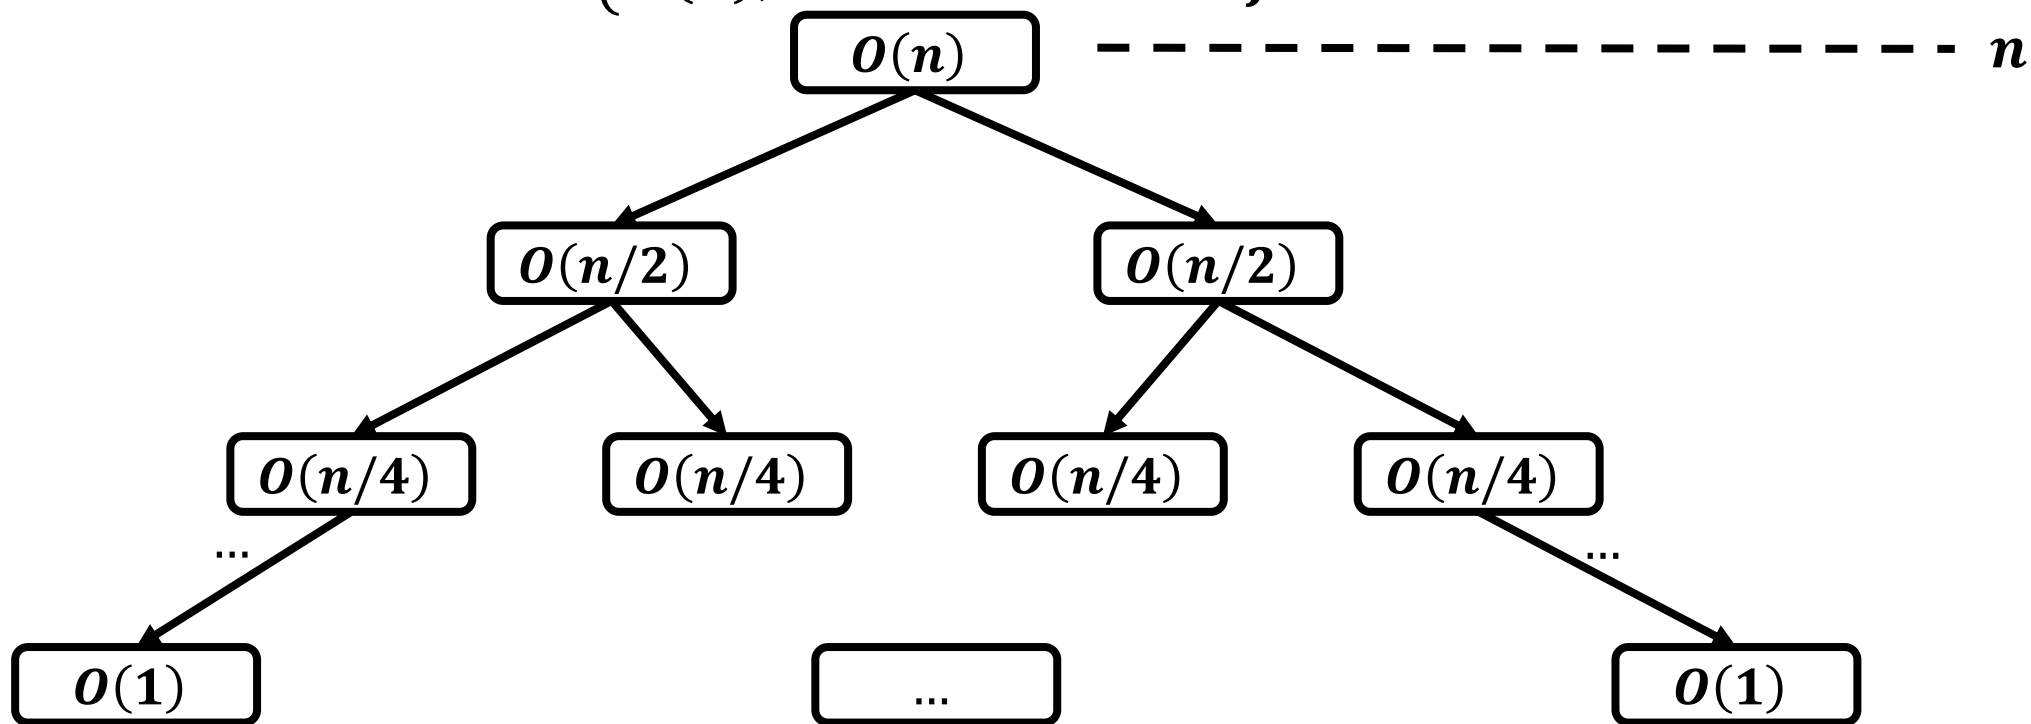 O(n) n
O(n/2) O(n/2)
O(n/4) O(n/4) O(n/4) O(n/4)
... ...
O(1) ... O(1)